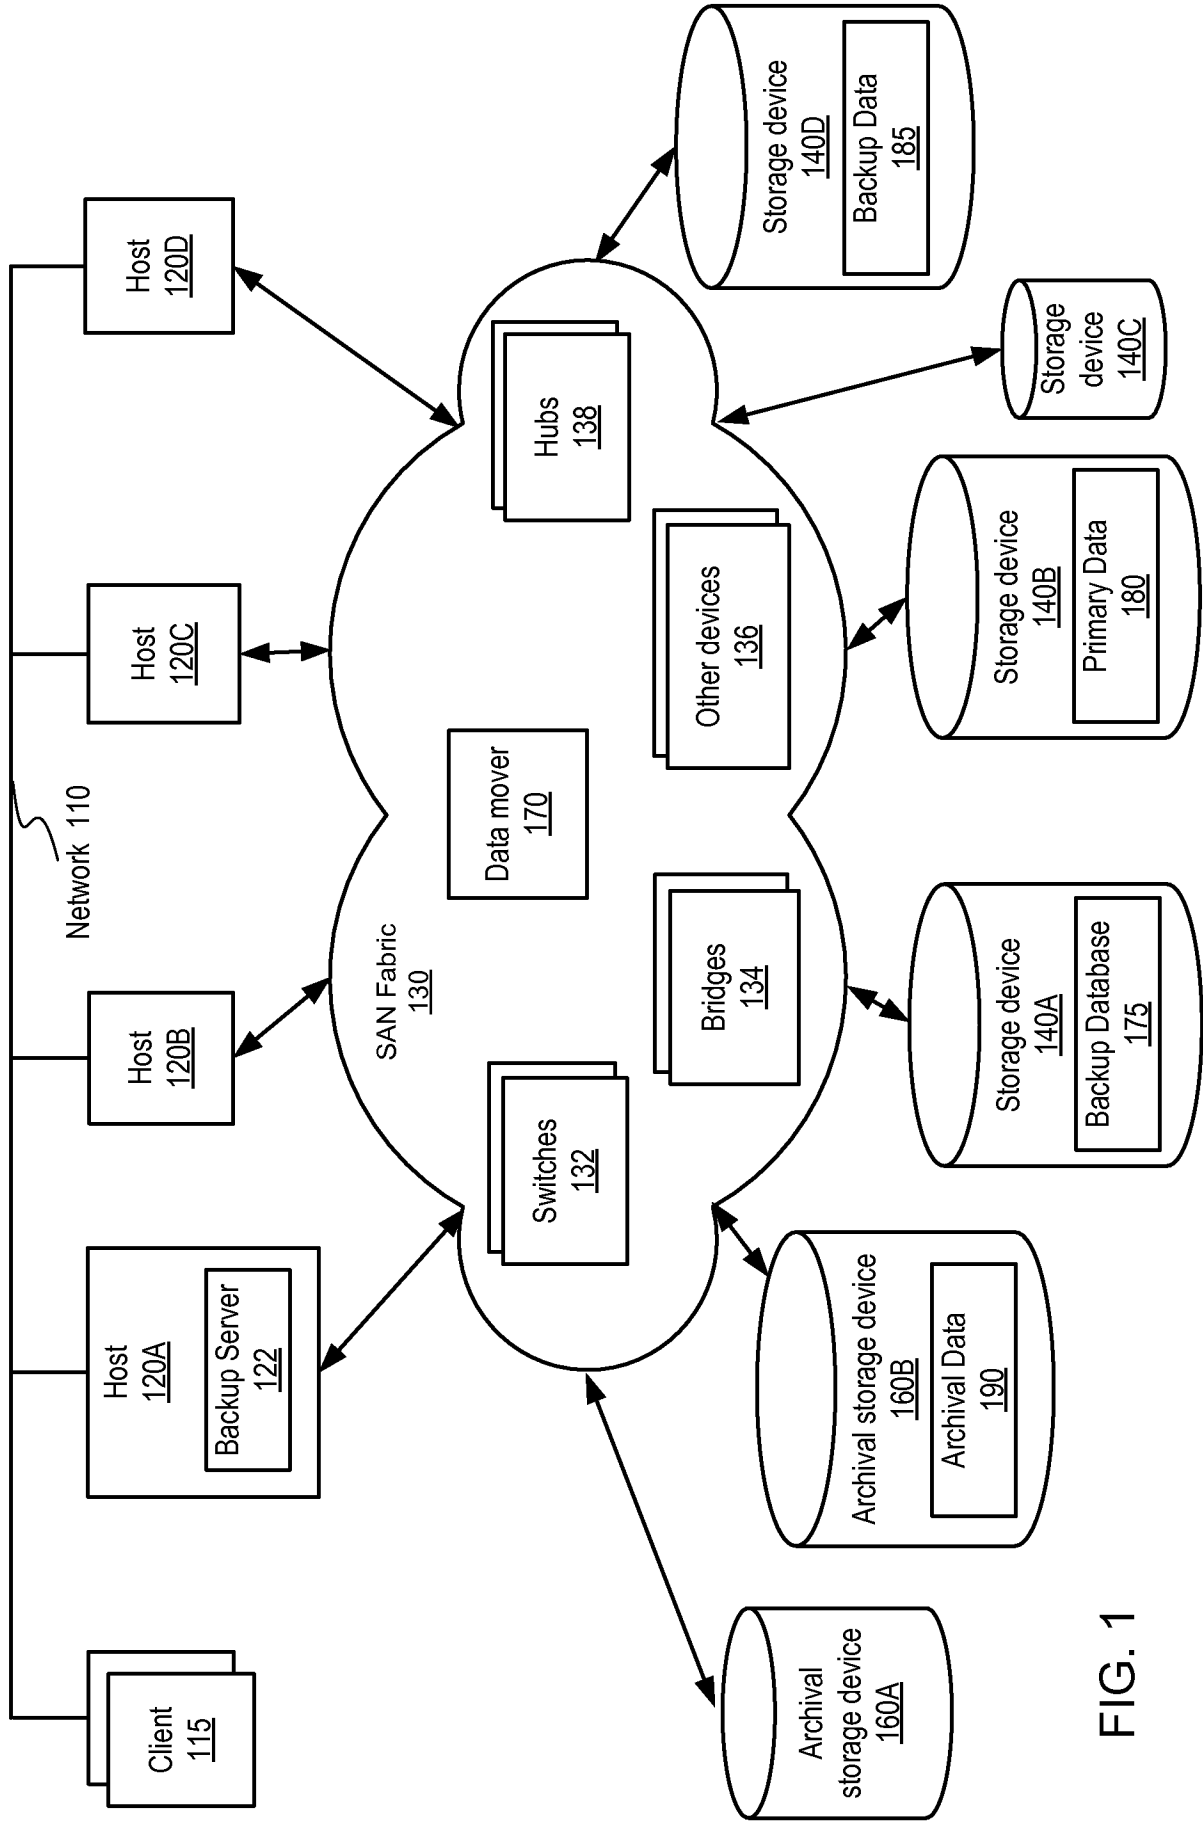 Network 110
Client
115
Host
120A
Backup Server
122
Host
120B
Host
120C
Host
120D
SAN Fabric
130
Switches
132
Bridges
134
Data mover
170
Other devices
136
Hubs
138
Archival
storage device
160A
Archival storage device
160B
Archival Data
190
Storage device
140A
Backup Database
175
Storage device
140B
Primary Data
180
Storage
device
140C
Storage device
140D
Backup Data
185
FIG. 1